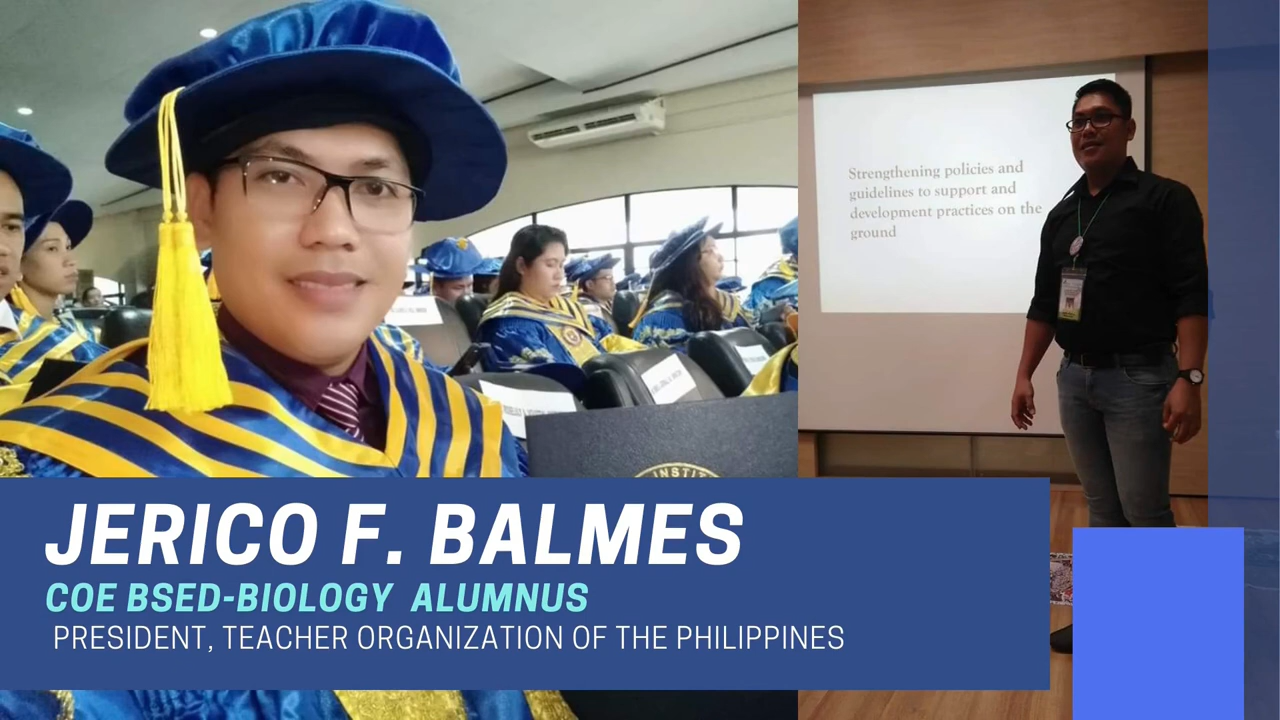 Strengthening policies and
guidelines to support and
development practices on the
ground
INSTIT
JERICO F. BALMES
COE BSED-BIOLOGY ALUMNUS
PRESIDENT, TEACHER ORGANIZATION OF THE PHILIPPINES